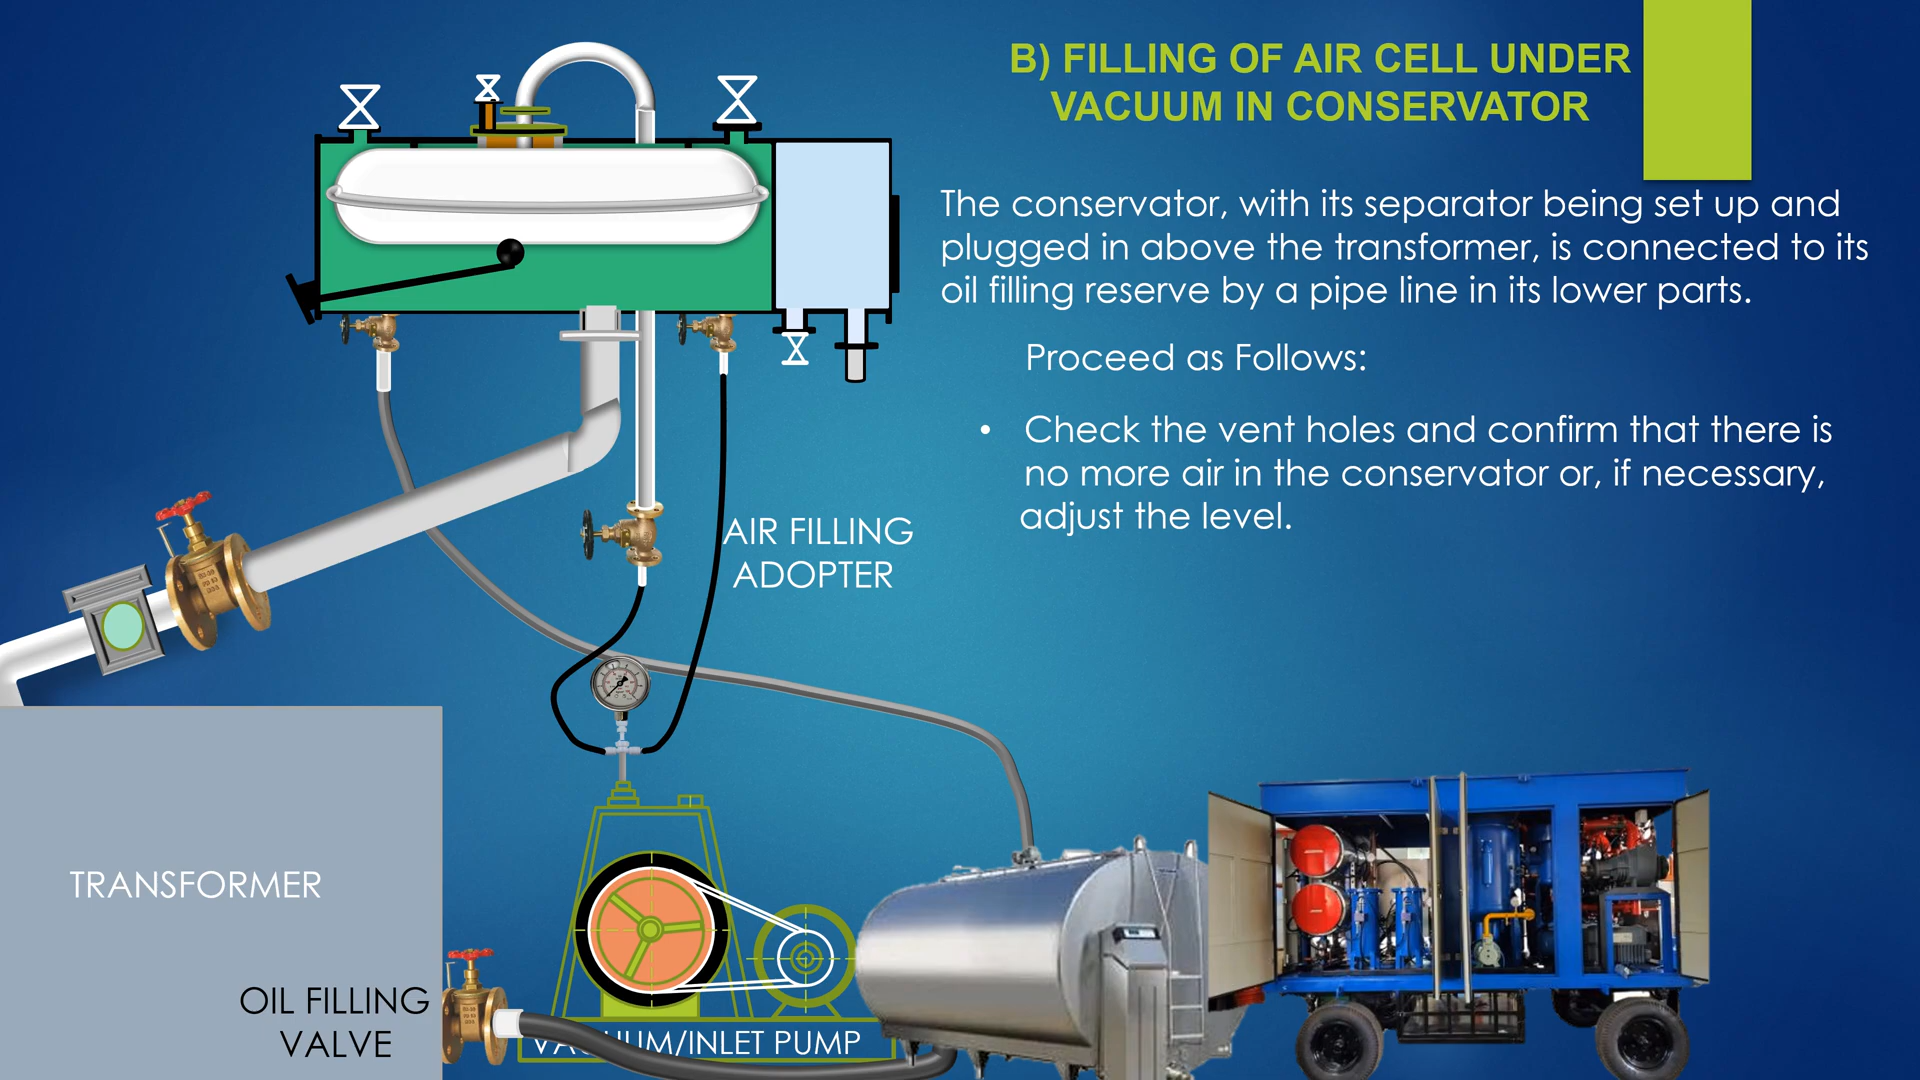 B) FILLING OF AIR CELL UNDER
VACUUM IN CONSERVATOR
The conservator, with its separator being set up and
plugged in above the transformer, is connected to its
oil filling reserve by a pipe line in its lower parts.
Proceed as Follows:
• Check the vent holes and confirm that there is
no more air in the conservator or, if necessary,
adjust the level.
AIR FILLING
ADOPTER
TRANSFORMER
OIL FILLING
VALVE
VACUUM/INLET PUMP